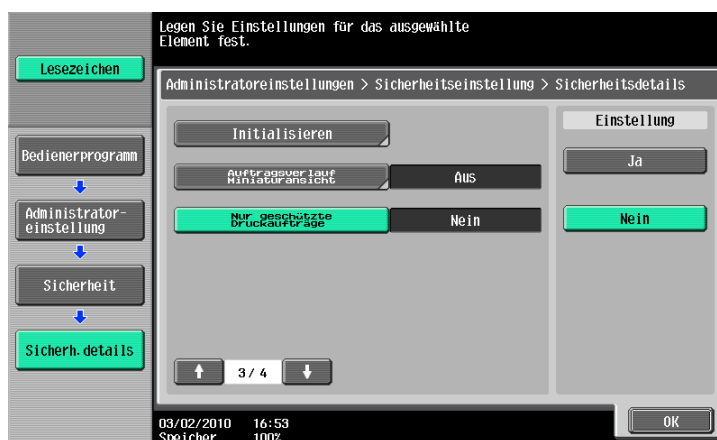 Legen Sie Einstellungen für das ausgewählte
Element fest.
Lesezeichen
Administratoreinstellungen > Sicherheitseinstellung > Sicherheitsdetails
Bedienerprogramm
Administrator-
einstellung
Sicherheit
Sicherh.details
Initialisieren
Auftragsverlauf
Miniaturansicht
Aus
Nur geschützte
Druckaufträge
Nein
3/ 4
Einstellung
Ja
Nein
03/02/2010 16:53
Speicher 100%
OK